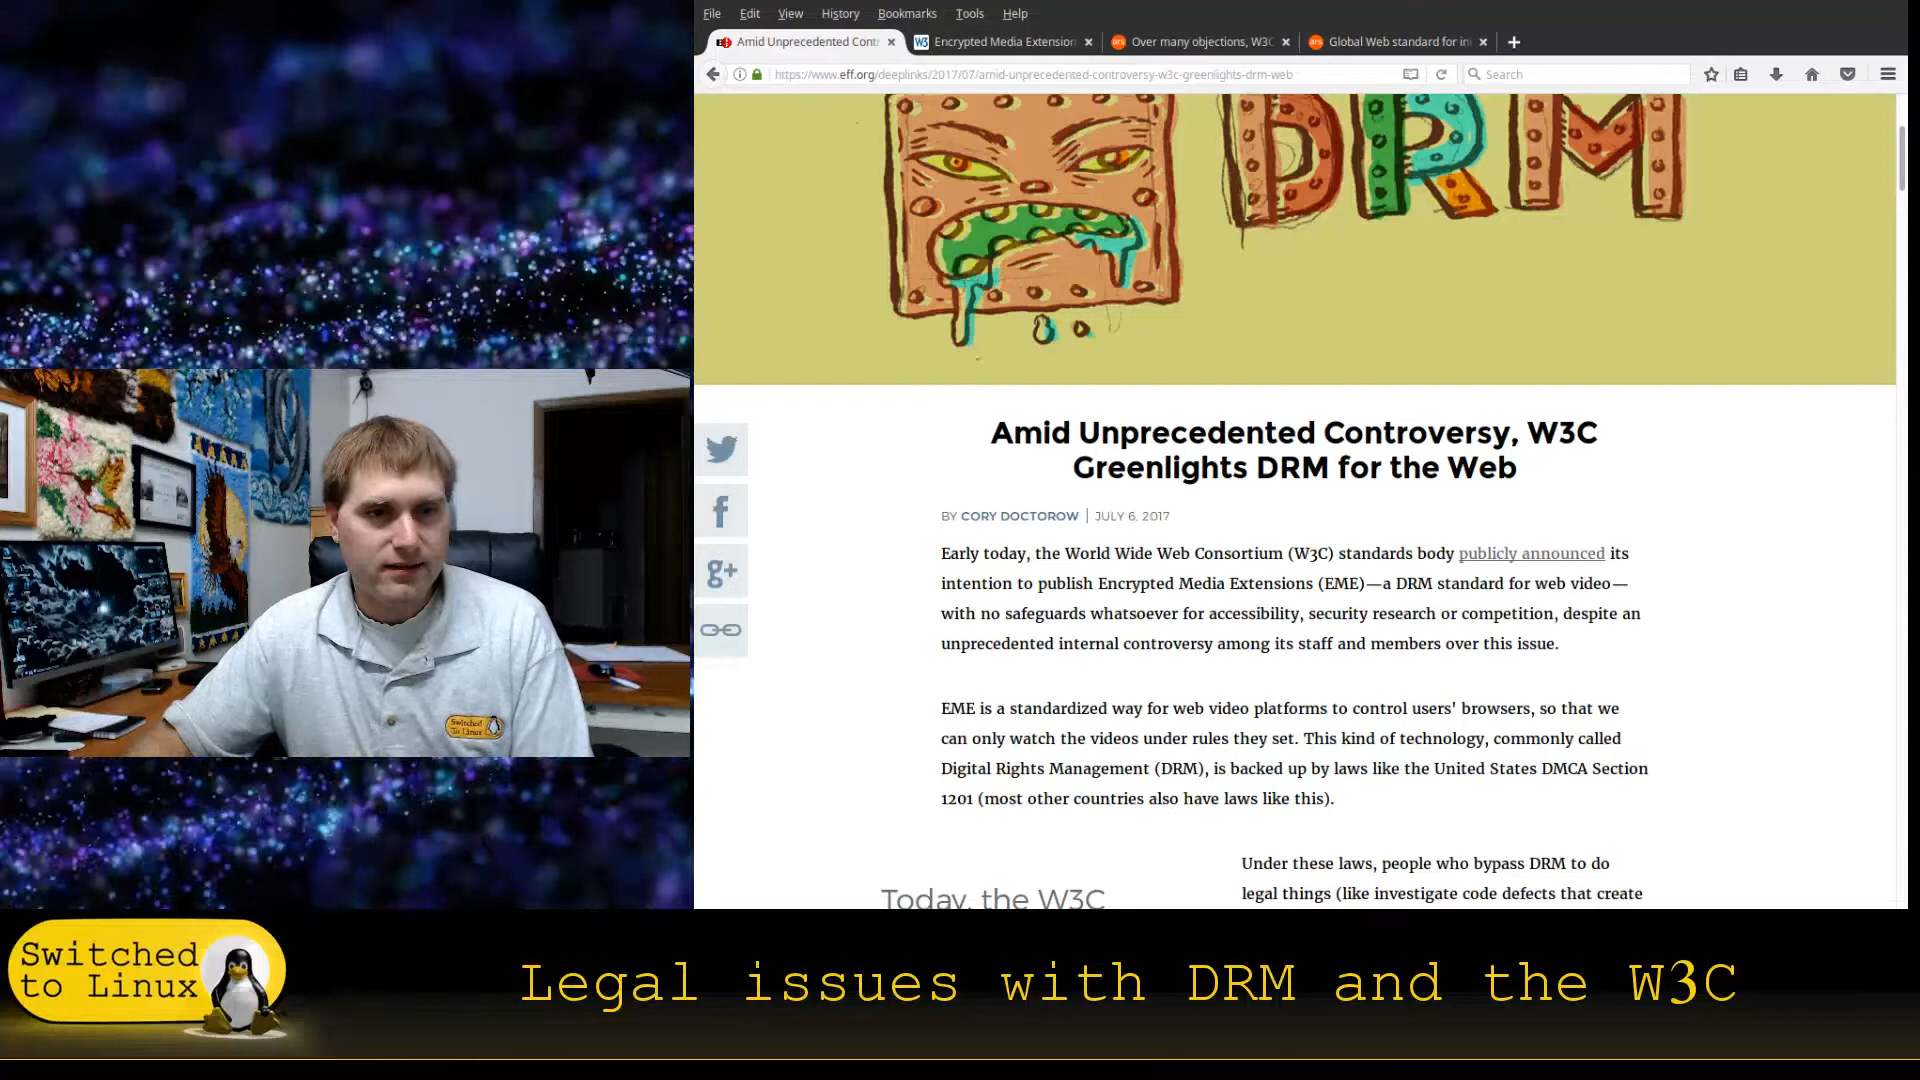 File Edit View History Bookmarks Tools Help
Amid Unprecedented Contr
Encrypted Media Extension
Over many objections, W3C
Global Web standard for in
https://www.eff.org/deeplinks/2017/07/amid-unprecedented-controversy-w3c-greenlights-drm-web
Search
DRM
Amid Unprecedented Controversy, W3C
Greenlights DRM for the Web
BY CORY DOCTOROW | JULY 6, 2017
Early today, the World Wide Web Consortium (W3C) standards body publicly announced its
intention to publish Encrypted Media Extensions (EME)—a DRM standard for web video—
with no safeguards whatsoever for accessibility, security research or competition, despite an
unprecedented internal controversy among its staff and members over this issue.
EME is a standardized way for web video platforms to control users' browsers, so that we
can only watch the videos under rules they set. This kind of technology, commonly called
Digital Rights Management (DRM), is backed up by laws like the United States DMCA Section
1201 (most other countries also have laws like this).
Under these laws, people who bypass DRM to do
legal things (like investigate code defects that create
Today, the W3C
Switched
To Linux
Switched
to Linux
Legal issues with DRM and the W3C